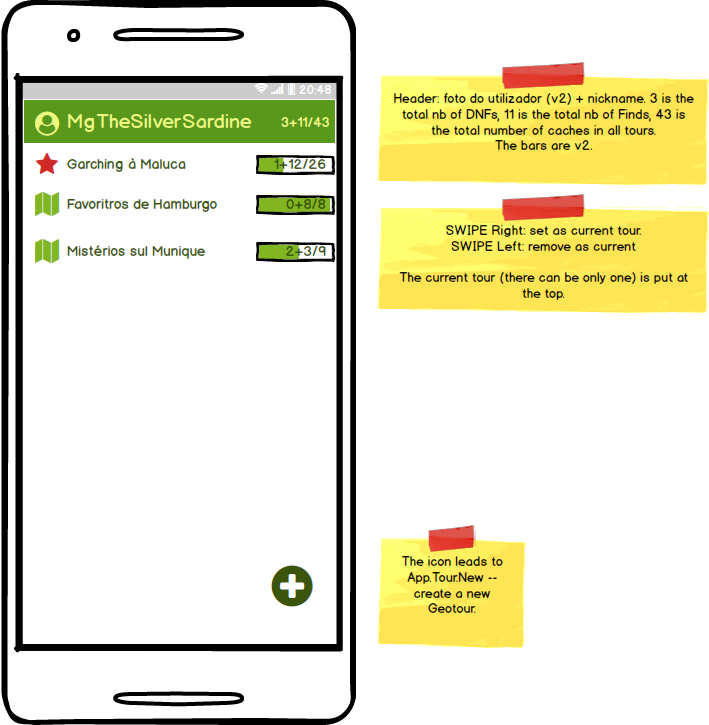 20:48
MgTheSilverSardine 3+11/43
Garching à Maluca 1+12/26
Favoritros de Hamburgo 0+8/8
Mistérios sul Munique 2+3/9
Header: foto do utilizador (v2) + nickname. 3 is the
total nb of DNFs, 11 is the total nb of Finds, 43 is
the total number of caches in all tours.
The bars are v2.
SWIPE Right: set as current tour.
SWIPE Left: remove as current
The current tour (there can be only one) is put at
the top.
The icon leads to
App.Tour.New --
create a new
Geotour.